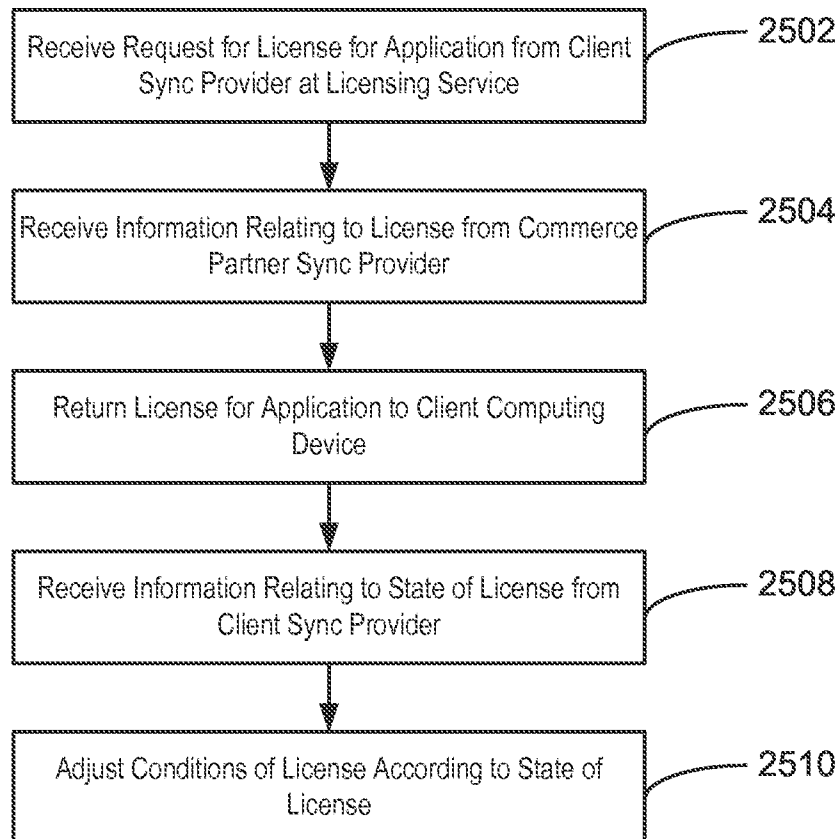 Receive Request for License for Application from Client
Sync Provider at Licensing Service
2502
Receive Information Relating to License from Commerce
Partner Sync Provider
2504
Return License for Application to Client Computing
Device
2506
Receive Information Relating to State of License from
Client Sync Provider
2508
Adjust Conditions of License According to State of
License
2510